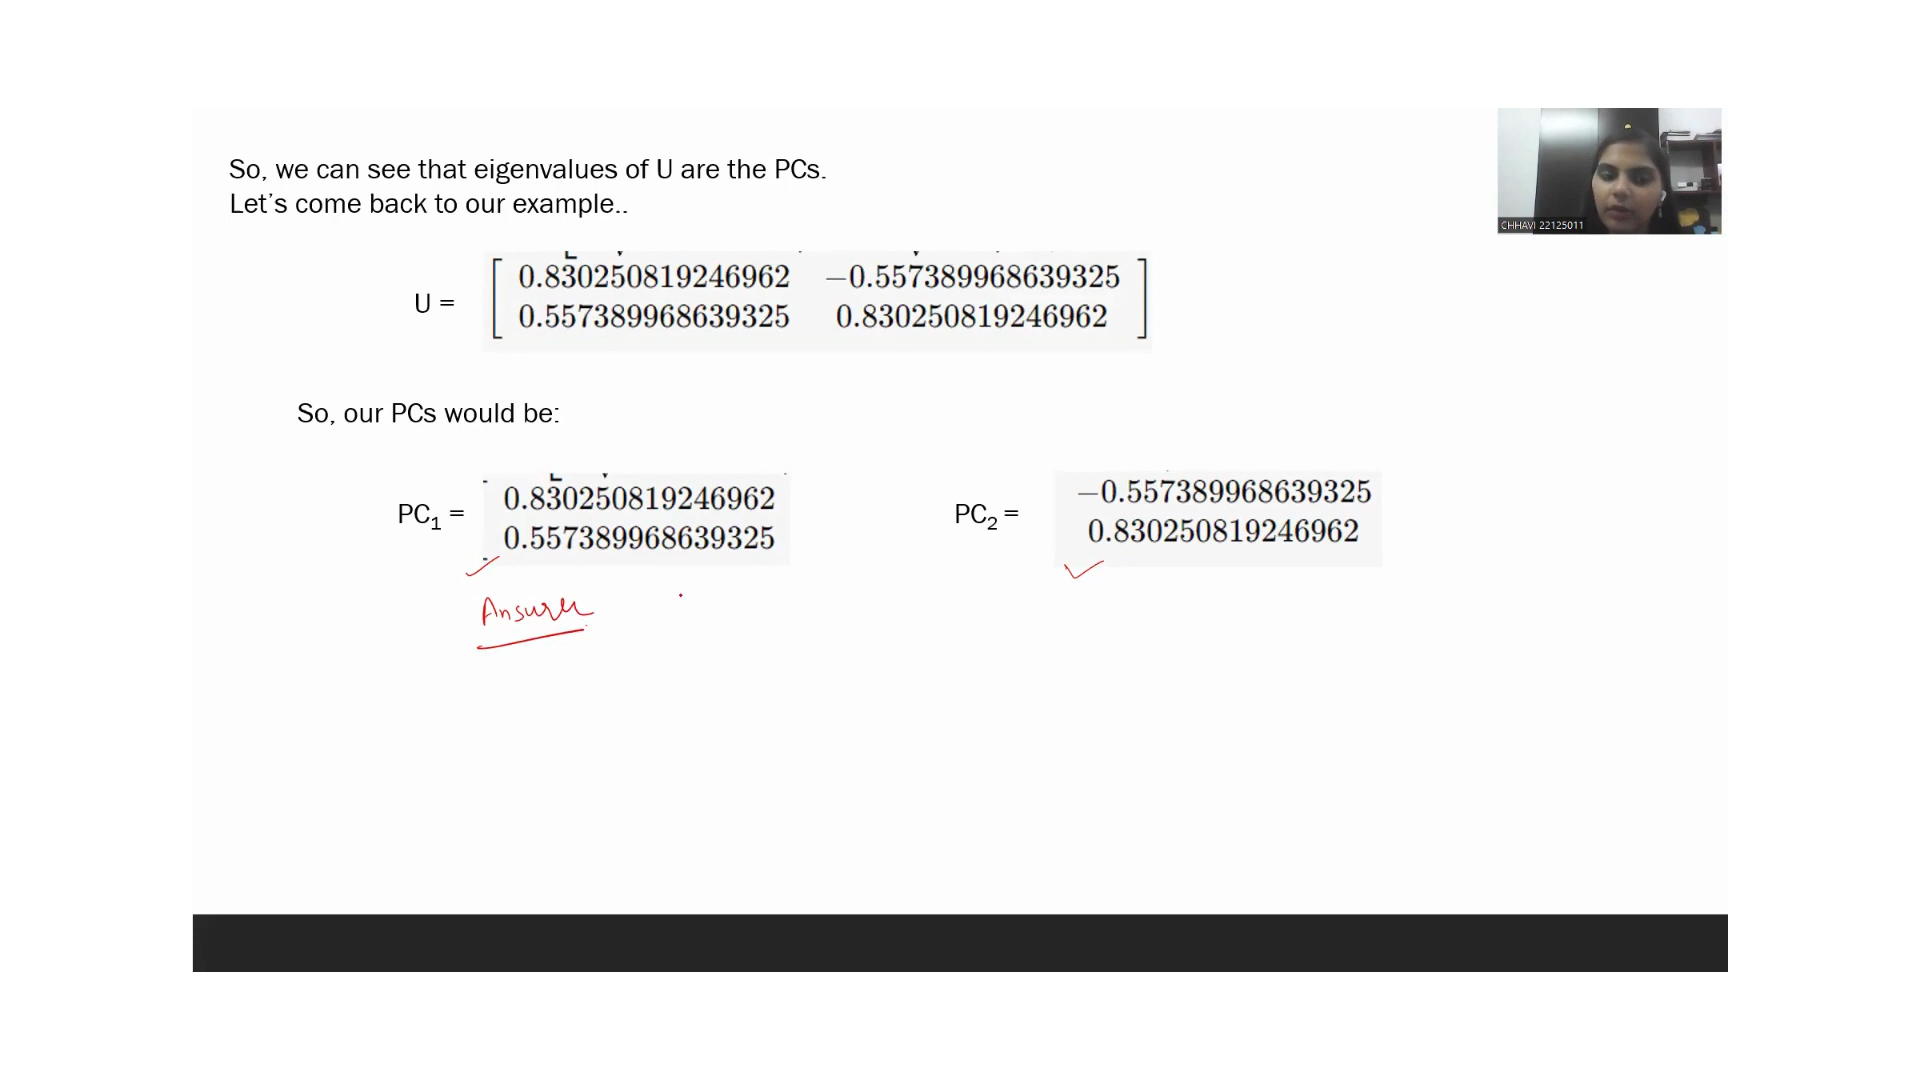 So, we can see that eigenvalues of U are the PCs.
Let's come back to our example..
CHHAVI 22125011
U = [ 0.830250819246962 −0.557389968639325
0.557389968639325 0.830250819246962 ]
So, our PCs would be:
PC1 = 0.830250819246962
0.557389968639325
PC2 = −0.557389968639325
0.830250819246962
Answer